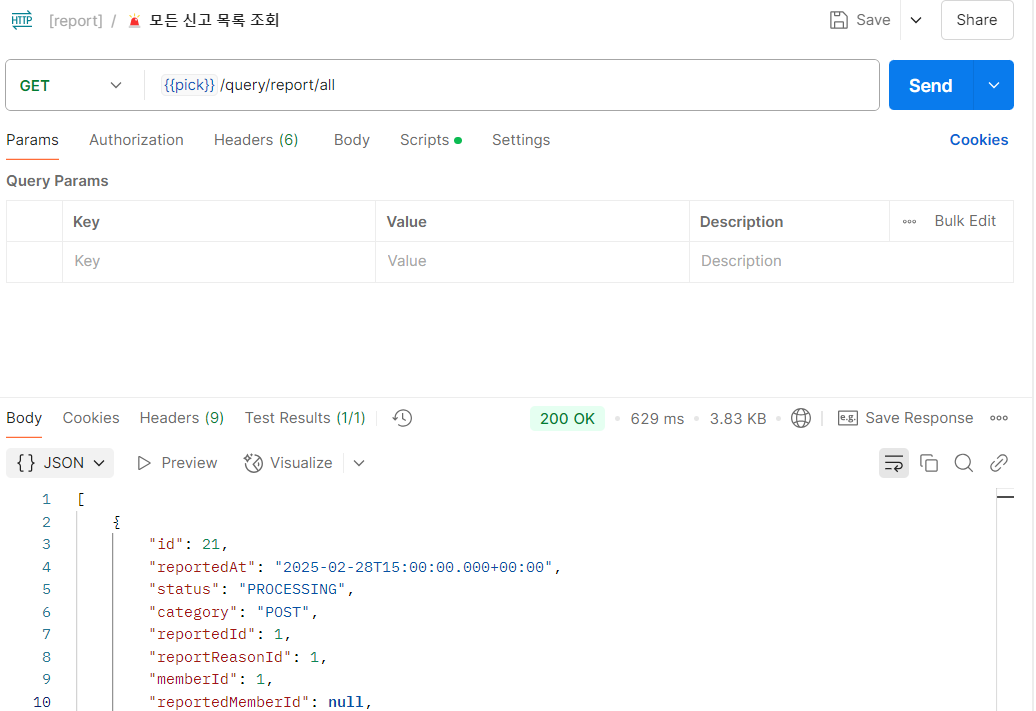 HTTP [report] / 🚨 모든 신고 목록 조회 Save Share
GET {{pick}} /query/report/all Send
Params Authorization Headers (6) Body Scripts Settings Cookies
Query Params
Key Value Description Bulk Edit
Key Value Description
Body Cookies Headers (9) Test Results (1/1) 200 OK 629 ms 3.83 KB e.g. Save Response
{} JSON Preview Visualize
1 [
2 {
3 "id": 21,
4 "reportedAt": "2025-02-28T15:00:00.000+00:00",
5 "status": "PROCESSING",
6 "category": "POST",
7 "reportedId": 1,
8 "reportReasonId": 1,
9 "memberId": 1,
10 "reportedMemberId": null,